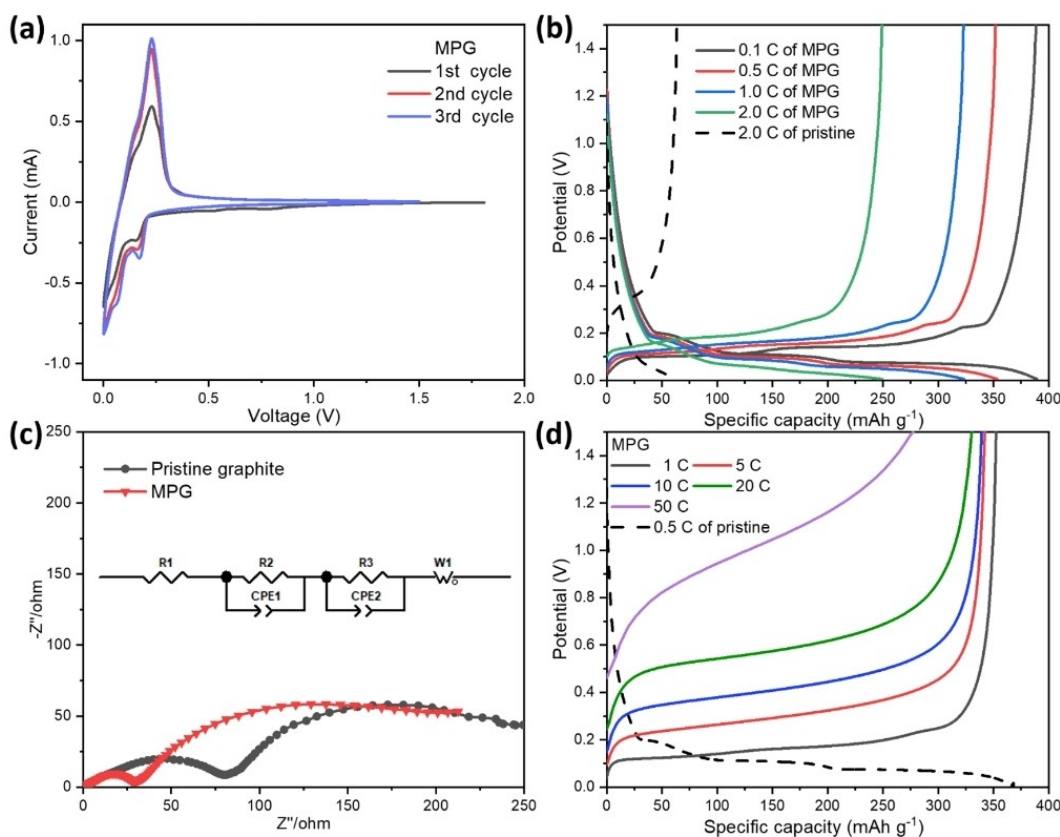 (a)
MPG
1st cycle
2nd cycle
3rd cycle
1.0
0.5
0.0
-0.5
-1.0
Current (mA)
0.0 0.5 1.0 1.5 2.0
Voltage (V)
(b)
0.1 C of MPG
0.5 C of MPG
1.0 C of MPG
2.0 C of MPG
2.0 C of pristine
1.4
1.2
1.0
0.8
0.6
0.4
0.2
0.0
Potential (V)
0 50 100 150 200 250 300 350 400
Specific capacity (mAh g⁻¹)
(c)
Pristine graphite
MPG
R1 R2 R3 W1
CPE1 CPE2
-250
-200
-150
-100
-50
0
-Z"/ohm
0 50 100 150 200 250
Z"/ohm
(d)
MPG
1 C 5 C
10 C 20 C
50 C
0.5 C of pristine
1.4
1.2
1.0
0.8
0.6
0.4
0.2
0.0
Potential (V)
0 50 100 150 200 250 300 350 400
Specific capacity (mAh g⁻¹)